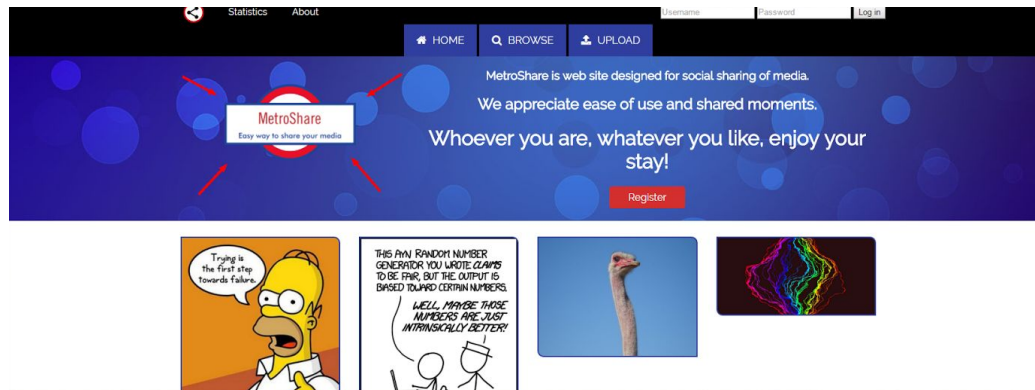 Statistics About
Username Password Log in
HOME BROWSE UPLOAD
MetroShare is web site designed for social sharing of media.
We appreciate ease of use and shared moments.
Whoever you are, whatever you like, enjoy your
stay!
Register
MetroShare
Easy way to share your media
Trying is
the first step
towards failure.
THIS AYN RANDOM NUMBER
GENERATOR YOU WROTE CLAIMS
TO BE FAIR, BUT THE OUTPUT IS
BIASED TOWARD CERTAIN NUMBERS.
WELL, MAYBE THOSE
NUMBERS ARE JUST
INTRINSICALLY BETTER!